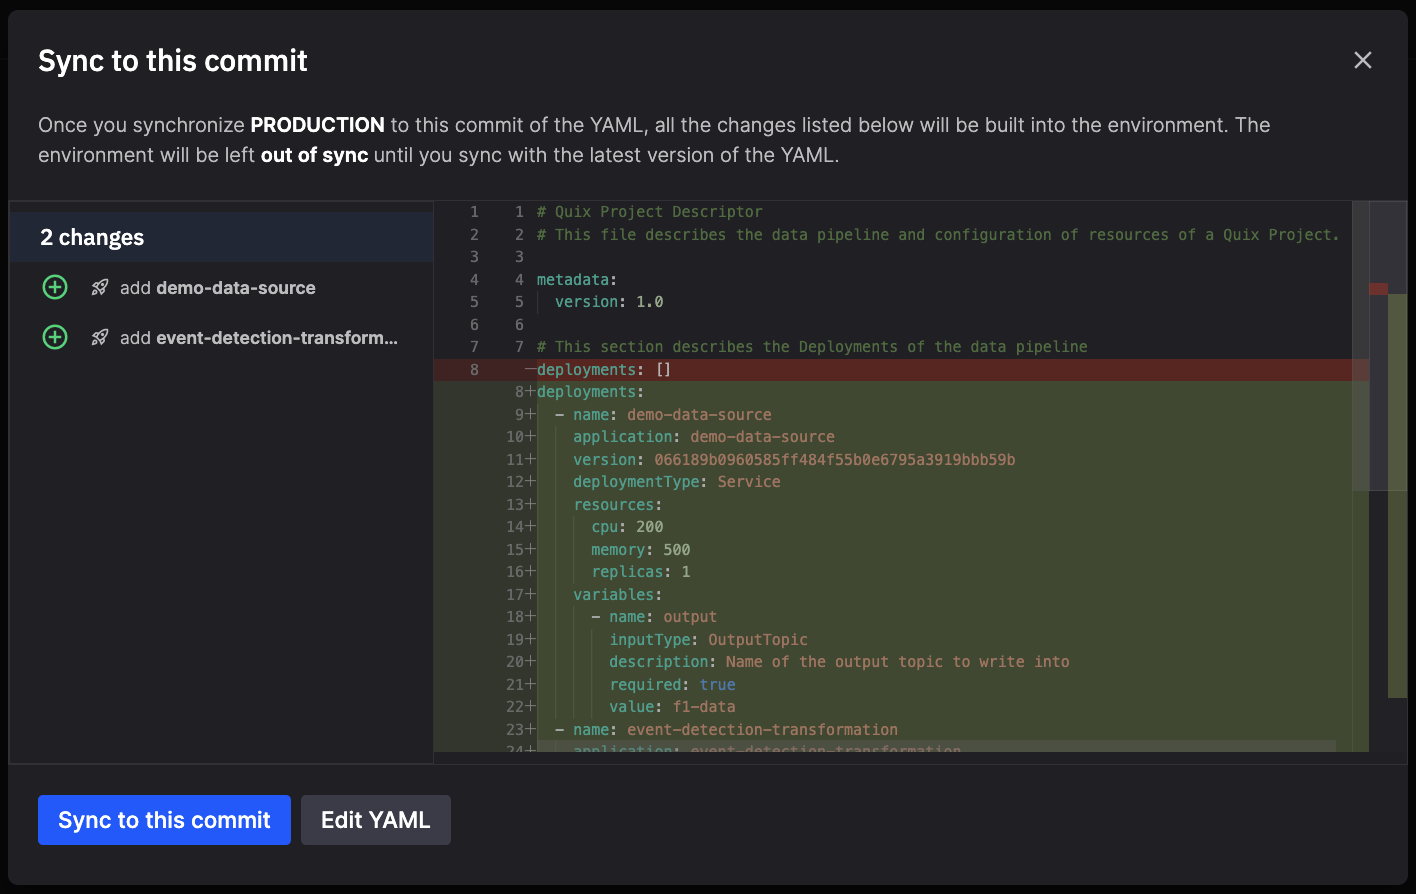 Sync to this commit
Once you synchronize PRODUCTION to this commit of the YAML, all the changes listed below will be built into the environment. The
environment will be left out of sync until you sync with the latest version of the YAML.
2 changes
add demo-data-source
add event-detection-transform...
1 1 # Quix Project Descriptor
2 2 # This file describes the data pipeline and configuration of resources of a Quix Project.
3 3
4 4 metadata:
5 5 version: 1.0
6 6
7 7 # This section describes the Deployments of the data pipeline
8 —deployments: []
8+deployments:
9+ - name: demo-data-source
10+ application: demo-data-source
11+ version: 066189b0960585ff484f55b0e6795a3919bbb59b
12+ deploymentType: Service
13+ resources:
14+ cpu: 200
15+ memory: 500
16+ replicas: 1
17+ variables:
18+ - name: output
19+ inputType: OutputTopic
20+ description: Name of the output topic to write into
21+ required: true
22+ value: f1-data
23+ - name: event-detection-transformation
24+ application: event-detection-transformation
Sync to this commit
Edit YAML